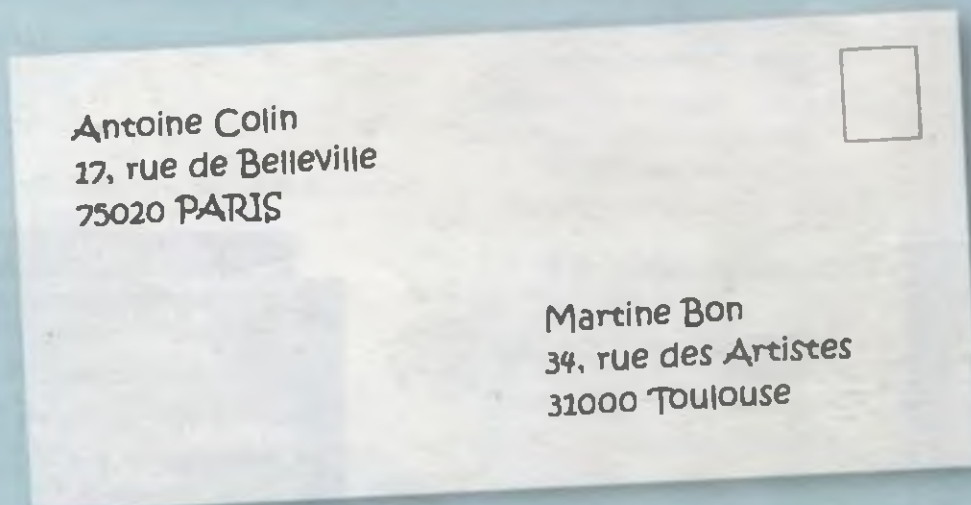 Antoine Colin
17, rue de Belleville
75020 PARIS
Martine Bon
34, rue des Artistes
31000 Toulouse